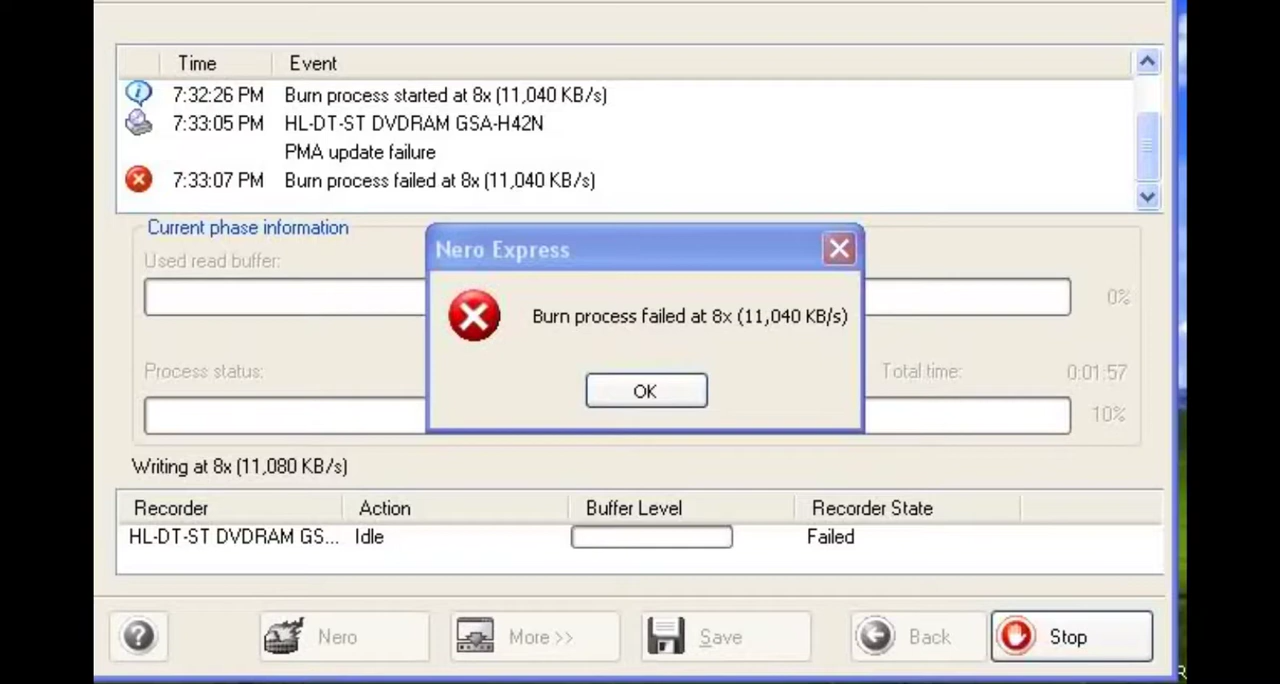 Time Event
7:32:26 PM Burn process started at 8x (11,040 KB/s)
7:33:05 PM HL-DT-ST DVDRAM GSA-H42N
PMA update failure
7:33:07 PM Burn process failed at 8x (11,040 KB/s)
Current phase information
Used read buffer:
0%
Nero Express
Burn process failed at 8x (11,040 KB/s)
OK
Process status:
Total time: 0:01:57
10%
Writing at 8x (11,080 KB/s)
Recorder Action Buffer Level Recorder State
HL-DT-ST DVDRAM GS... Idle Failed
Nero More >> Save Back Stop
R